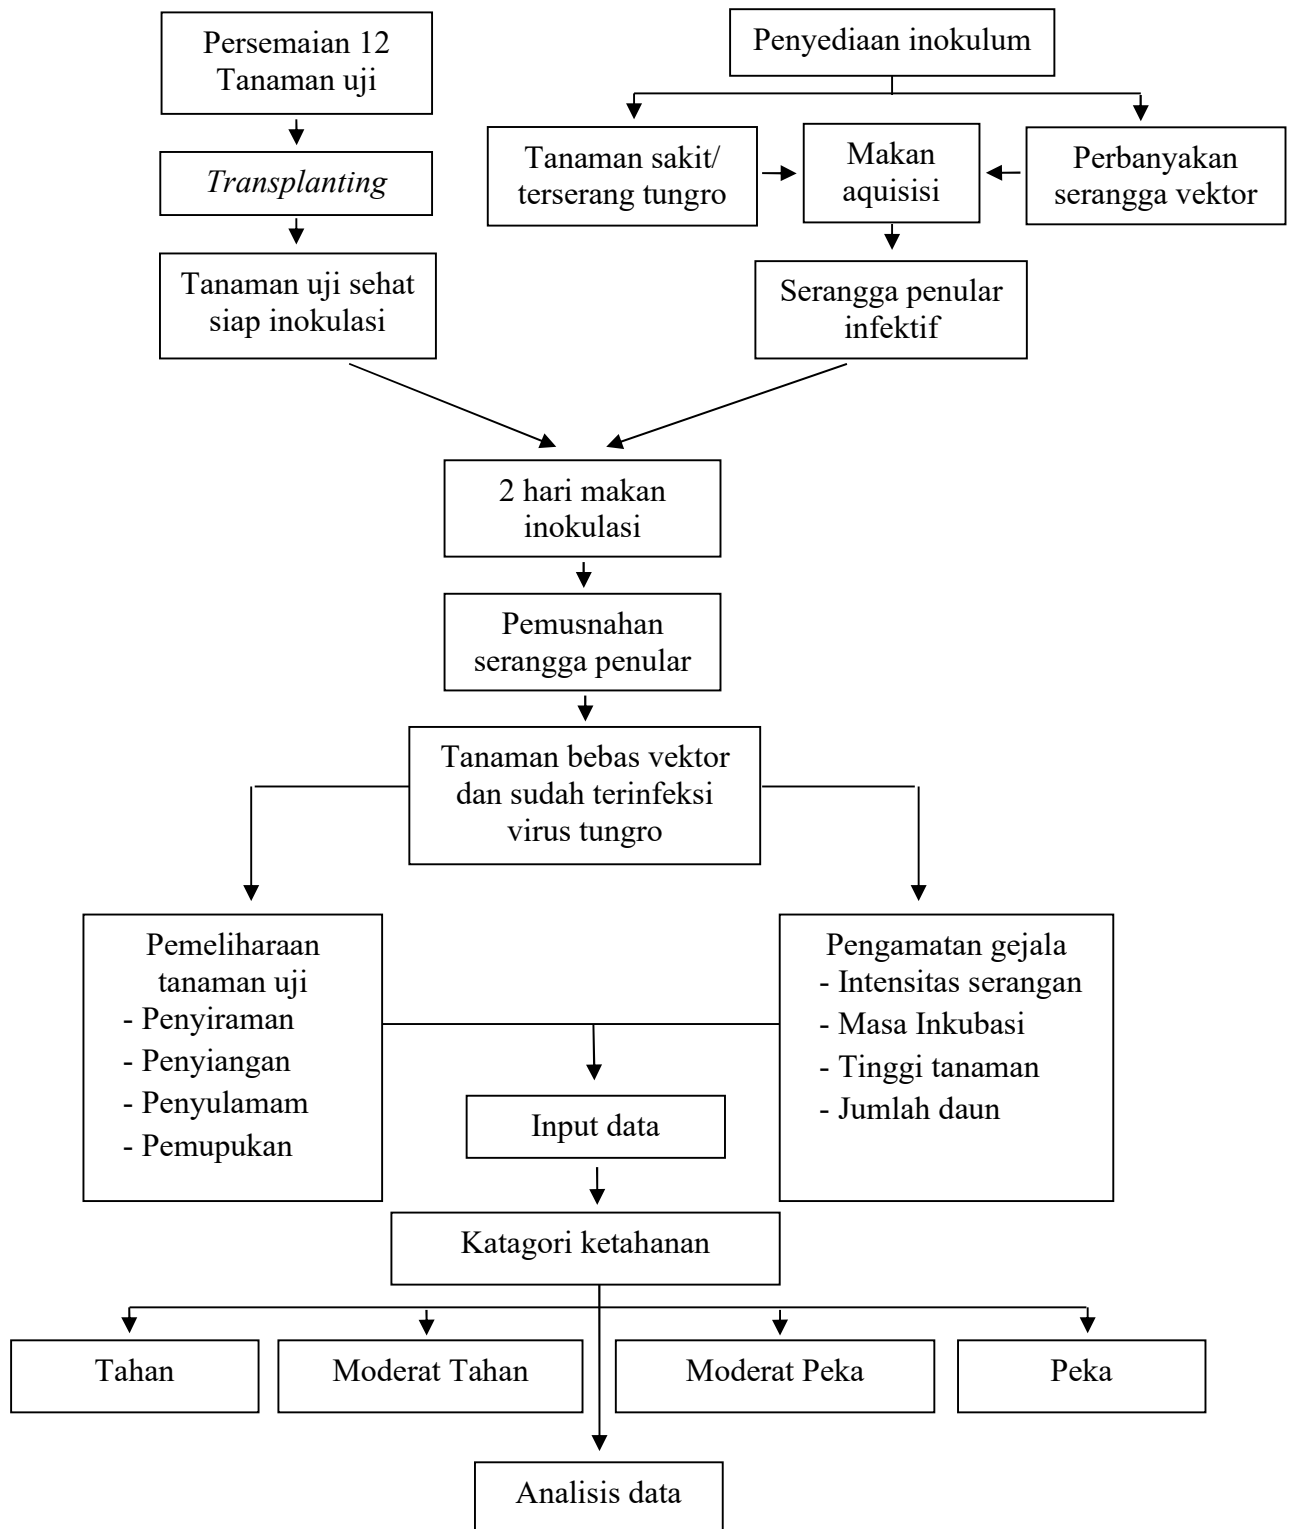 Persemaian 12
Tanaman uji
Penyediaan inokulum
Transplanting
Tanaman sakit/
terserang tungro
Makan
aquisisi
Perbanyakan
serangga vektor
Tanaman uji sehat
siap inokulasi
Serangga penular
infektif
2 hari makan
inokulasi
Pemusnahan
serangga penular
Tanaman bebas vektor
dan sudah terinfeksi
virus tungro
Pemeliharaan
tanaman uji
- Penyiraman
- Penyiangan
- Penyulamam
- Pemupukan
Pengamatan gejala
- Intensitas serangan
- Masa Inkubasi
- Tinggi tanaman
- Jumlah daun
Input data
Katagori ketahanan
Tahan
Moderat Tahan
Moderat Peka
Peka
Analisis data